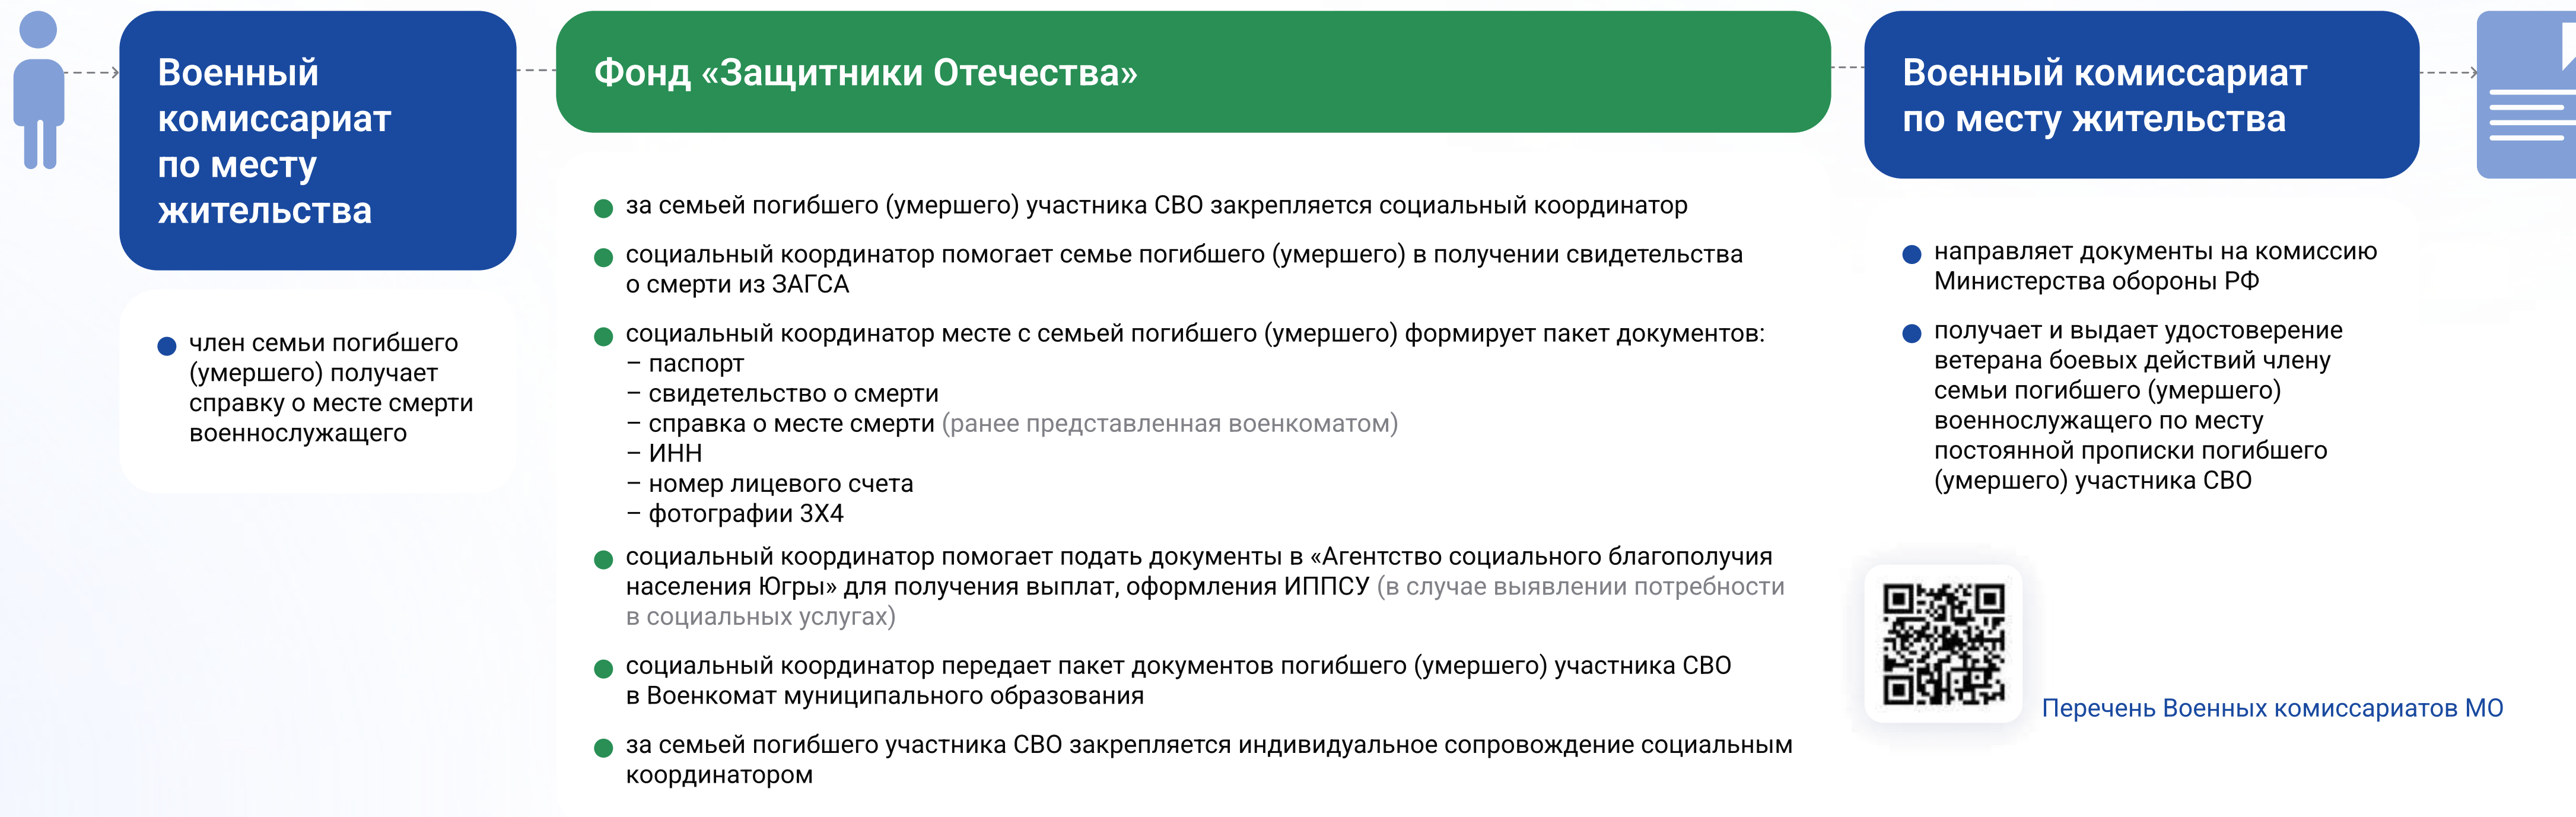 Военный
комиссариат
по месту
жительства
член семьи погибшего
(умершего) получает
справку о месте смерти
военнослужащего
Фонд «Защитники Отечества»
за семьей погибшего (умершего) участника СВО закрепляется социальный координатор
социальный координатор помогает семье погибшего (умершего) в получении свидетельства
о смерти из ЗАГСА
социальный координатор месте с семьей погибшего (умершего) формирует пакет документов:
– паспорт
– свидетельство о смерти
– справка о месте смерти (ранее представленная военкоматом)
– ИНН
– номер лицевого счета
– фотографии 3Х4
социальный координатор помогает подать документы в «Агентство социального благополучия
населения Югры» для получения выплат, оформления ИППСУ (в случае выявлении потребности
в социальных услугах)
социальный координатор передает пакет документов погибшего (умершего) участника СВО
в Военкомат муниципального образования
за семьей погибшего участника СВО закрепляется индивидуальное сопровождение социальным
координатором
Военный комиссариат
по месту жительства
направляет документы на комиссию
Министерства обороны РФ
получает и выдает удостоверение
ветерана боевых действий члену
семьи погибшего (умершего)
военнослужащего по месту
постоянной прописки погибшего
(умершего) участника СВО
Перечень Военных комиссариатов МО